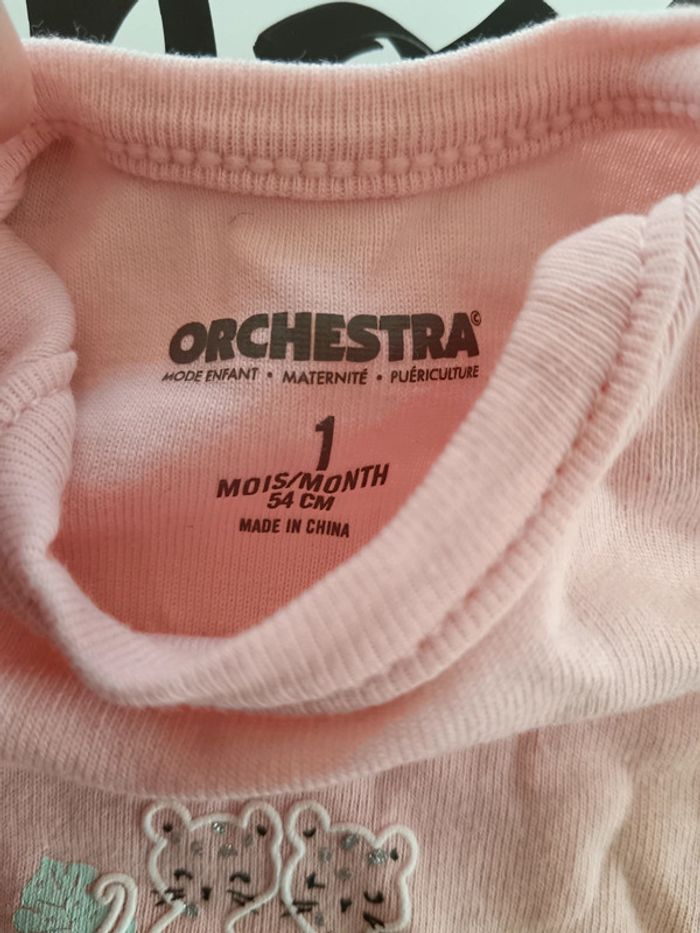 ORCHESTRA©
MODE ENFANT • MATERNITÉ • PUÉRICULTURE
1
MOIS/MONTH
54 CM
MADE IN CHINA